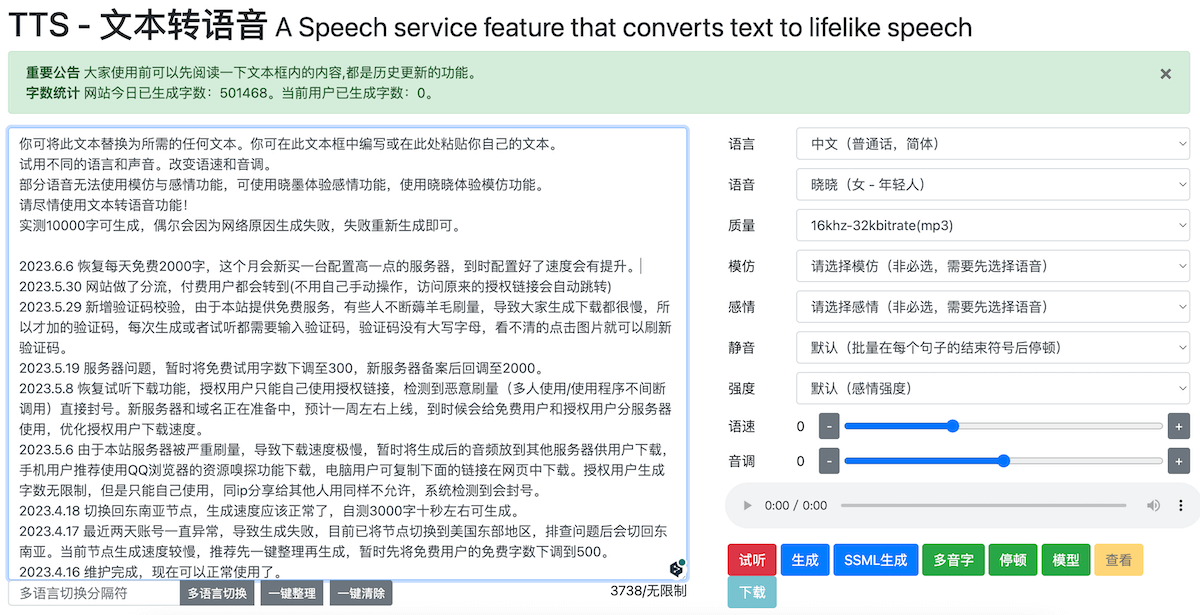 TTS - 文本转语音 A Speech service feature that converts text to lifelike speech
重要公告 大家使用前可以先阅读一下文本框内的内容,都是历史更新的功能。
字数统计 网站今日已生成字数：501468。当前用户已生成字数：0。
×
你可将此文本替换为所需的任何文本。你可在此文本框中编写或在此处粘贴你自己的文本。
试用不同的语言和声音。改变语速和音调。
部分语音无法使用模仿与感情功能，可使用晓墨体验感情功能，使用晓晓体验模仿功能。
请尽情使用文本转语音功能！
实测10000字可生成，偶尔会因为网络原因生成失败，失败重新生成即可。
2023.6.6 恢复每天免费2000字，这个月会新买一台配置高一点的服务器，到时配置好了速度会有提升。
2023.5.30 网站做了分流，付费用户都会转到(不用自己手动操作，访问原来的授权链接会自动跳转)
2023.5.29 新增验证码校验，由于本站提供免费服务，有些人不断薅羊毛刷量，导致大家生成下载都很慢，所
以才加的验证码，每次生成或者试听都需要输入验证码，验证码没有大写字母，看不清的点击图片就可以刷新
验证码。
2023.5.19 服务器问题，暂时将免费试用字数下调至300，新服务器备案后回调至2000。
2023.5.8 恢复试听下载功能，授权用户只能自己使用授权链接，检测到恶意刷量（多人使用/使用程序不间断
调用）直接封号。新服务器和域名正在准备中，预计一周左右上线，到时候会给免费用户和授权用户分服务器
使用，优化授权用户下载速度。
2023.5.6 由于本站服务器被严重刷量，导致下载速度极慢，暂时将生成后的音频放到其他服务器供用户下载，
手机用户推荐使用QQ浏览器的资源嗅探功能下载，电脑用户可复制下面的链接在网页中下载。授权用户生成
字数无限制，但是只能自己使用，同ip分享给其他人用同样不允许，系统检测到会封号。
2023.4.18 切换回东南亚节点，生成速度应该正常了，自测3000字十秒左右可生成。
2023.4.17 最近两天账号一直异常，导致生成失败，目前已将节点切换到美国东部地区，排查问题后会切回东
南亚。当前节点生成速度较慢，推荐先一键整理再生成，暂时先将免费用户的免费字数下调到500。
2023.4.16 维护完成，现在可以正常使用了。
多语言切换分隔符 多语言切换 一键整理 一键清除 3738/无限制
语言 中文（普通话，简体）
语音 晓晓（女 - 年轻人）
质量 16khz-32kbitrate(mp3)
模仿 请选择模仿（非必选，需要先选择语音）
感情 请选择感情（非必选，需要先选择语音）
静音 默认（批量在每个句子的结束符号后停顿）
强度 默认（感情强度）
语速 0 - +
音调 0 - +
0:00 / 0:00
试听 生成 SSML生成 多音字 停顿 模型 查看
下载